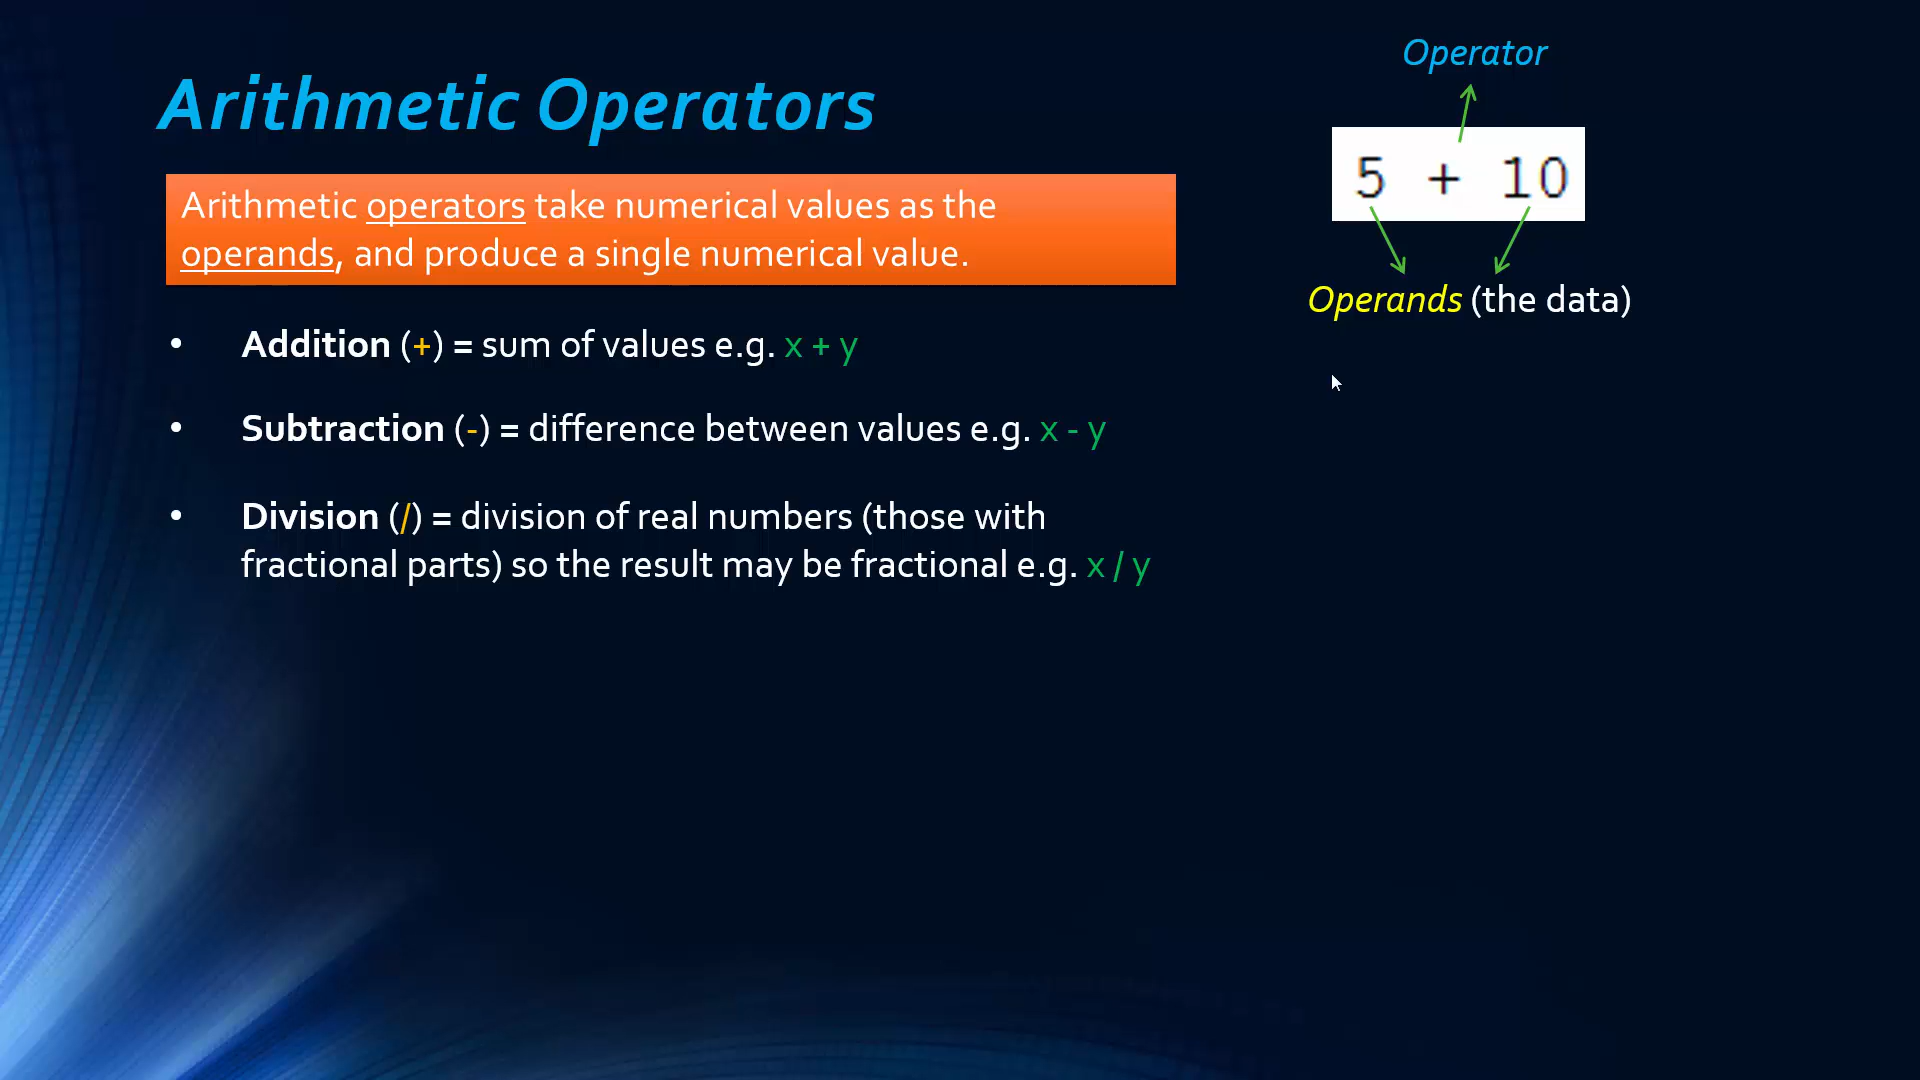 Arithmetic Operators
Arithmetic operators take numerical values as the
operands, and produce a single numerical value.
• Addition (+) = sum of values e.g. x + y
• Subtraction (-) = difference between values e.g. x - y
• Division (/) = division of real numbers (those with
fractional parts) so the result may be fractional e.g. x / y
Operator
5 + 10
Operands (the data)